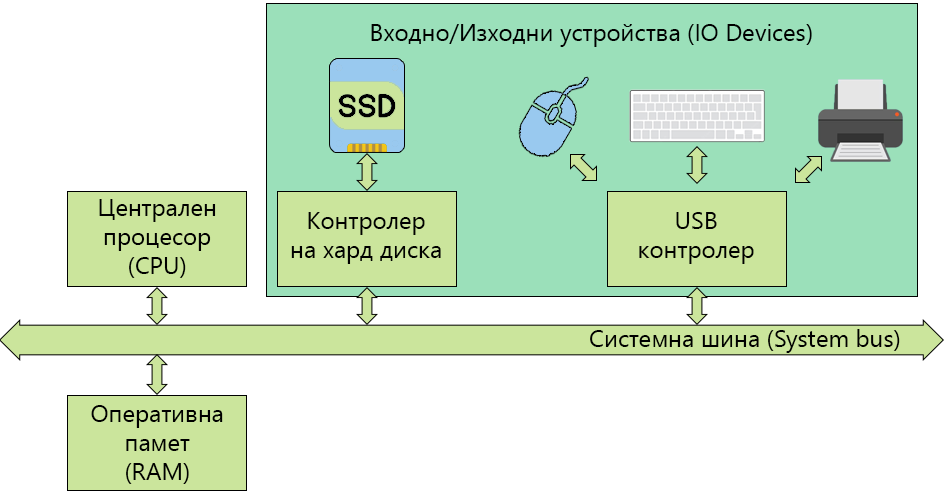 Входно/Изходни устройства (IO Devices)
SSD
Централен
процесор
(CPU)
Контролер
на хард диска
USB
контролер
Системна шина (System bus)
Оперативна
памет
(RAM)